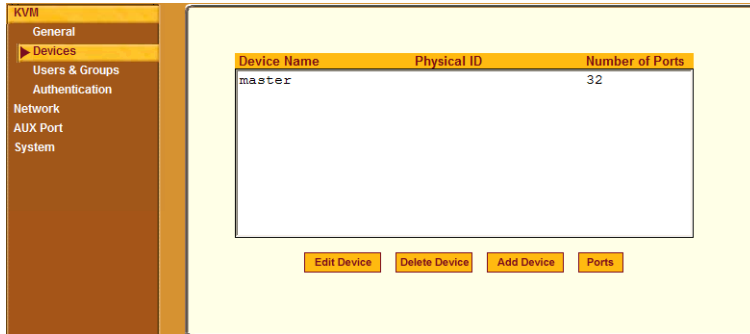 KVM
General
Devices
Users & Groups
Authentication
Network
AUX Port
System
Device Name Physical ID Number of Ports
master 32
Edit Device Delete Device Add Device Ports